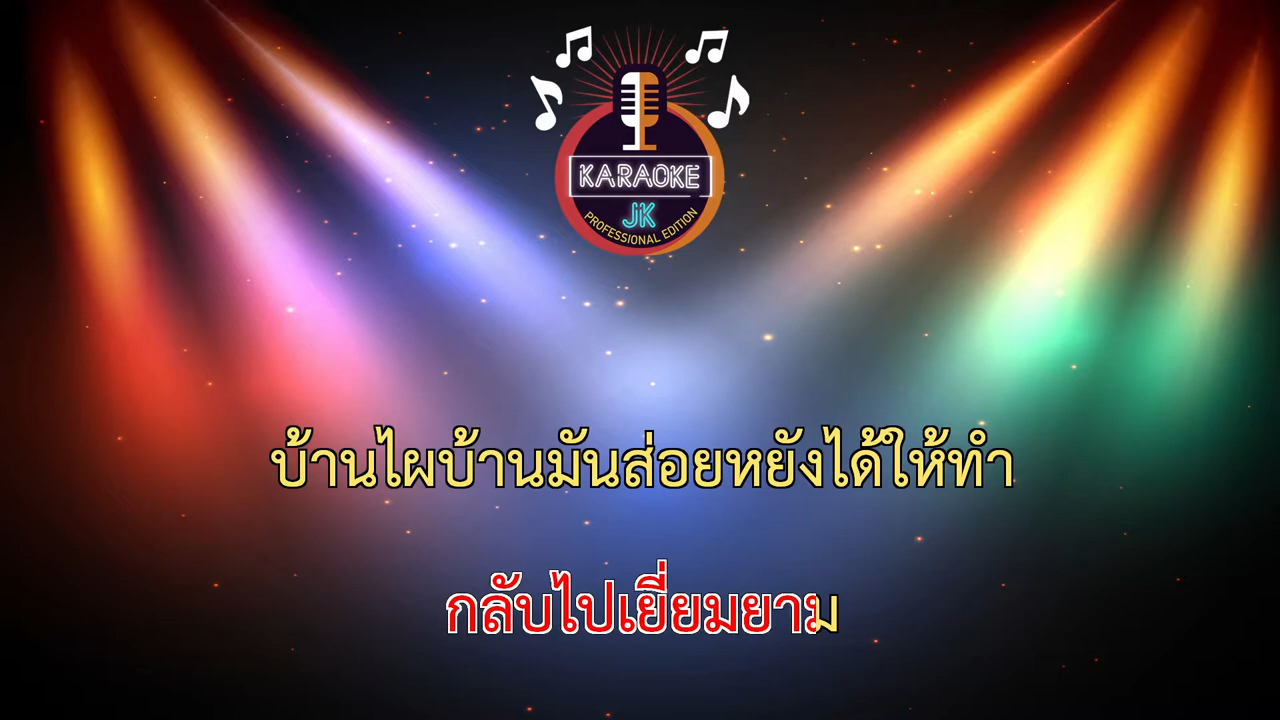 KARAOKE
JK
PROFESSIONAL EDITION
บ้านไผบ้านมันส่อยหยังได้ให้ทำ
กลับไปเยี่ยมยาม